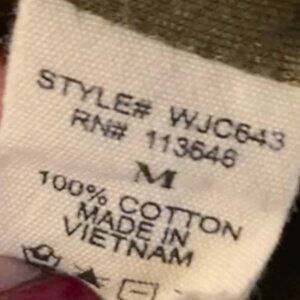 STYLE# WJC643
RN# 113646
M
100% COTTON
MADE IN
VIETNAM